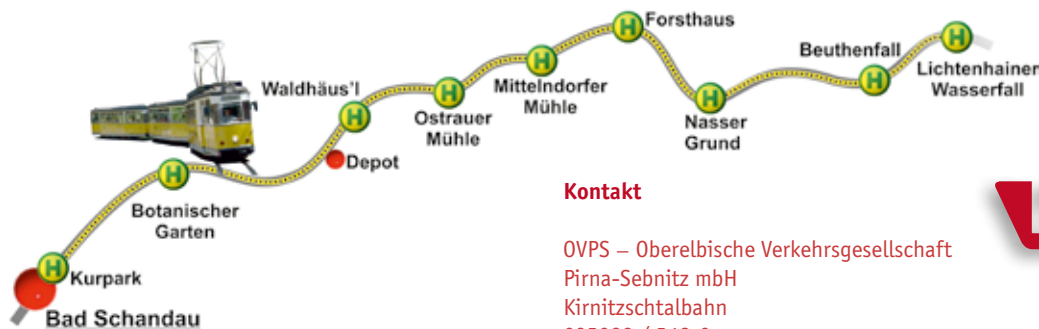 Forsthaus
Beuthenfall
Lichtenhainer
Wasserfall
Waldhäus'l
Mittelndorfer
Mühle
Ostrauer
Mühle
Nasser
Grund
Depot
Botanischer
Garten
Kurpark
Bad Schandau
H
H
H
H
H
H
H
H
H
Kontakt
OVPS – Oberelbische Verkehrsgesellschaft
Pirna-Sebnitz mbH
Kirnitzschtalbahn